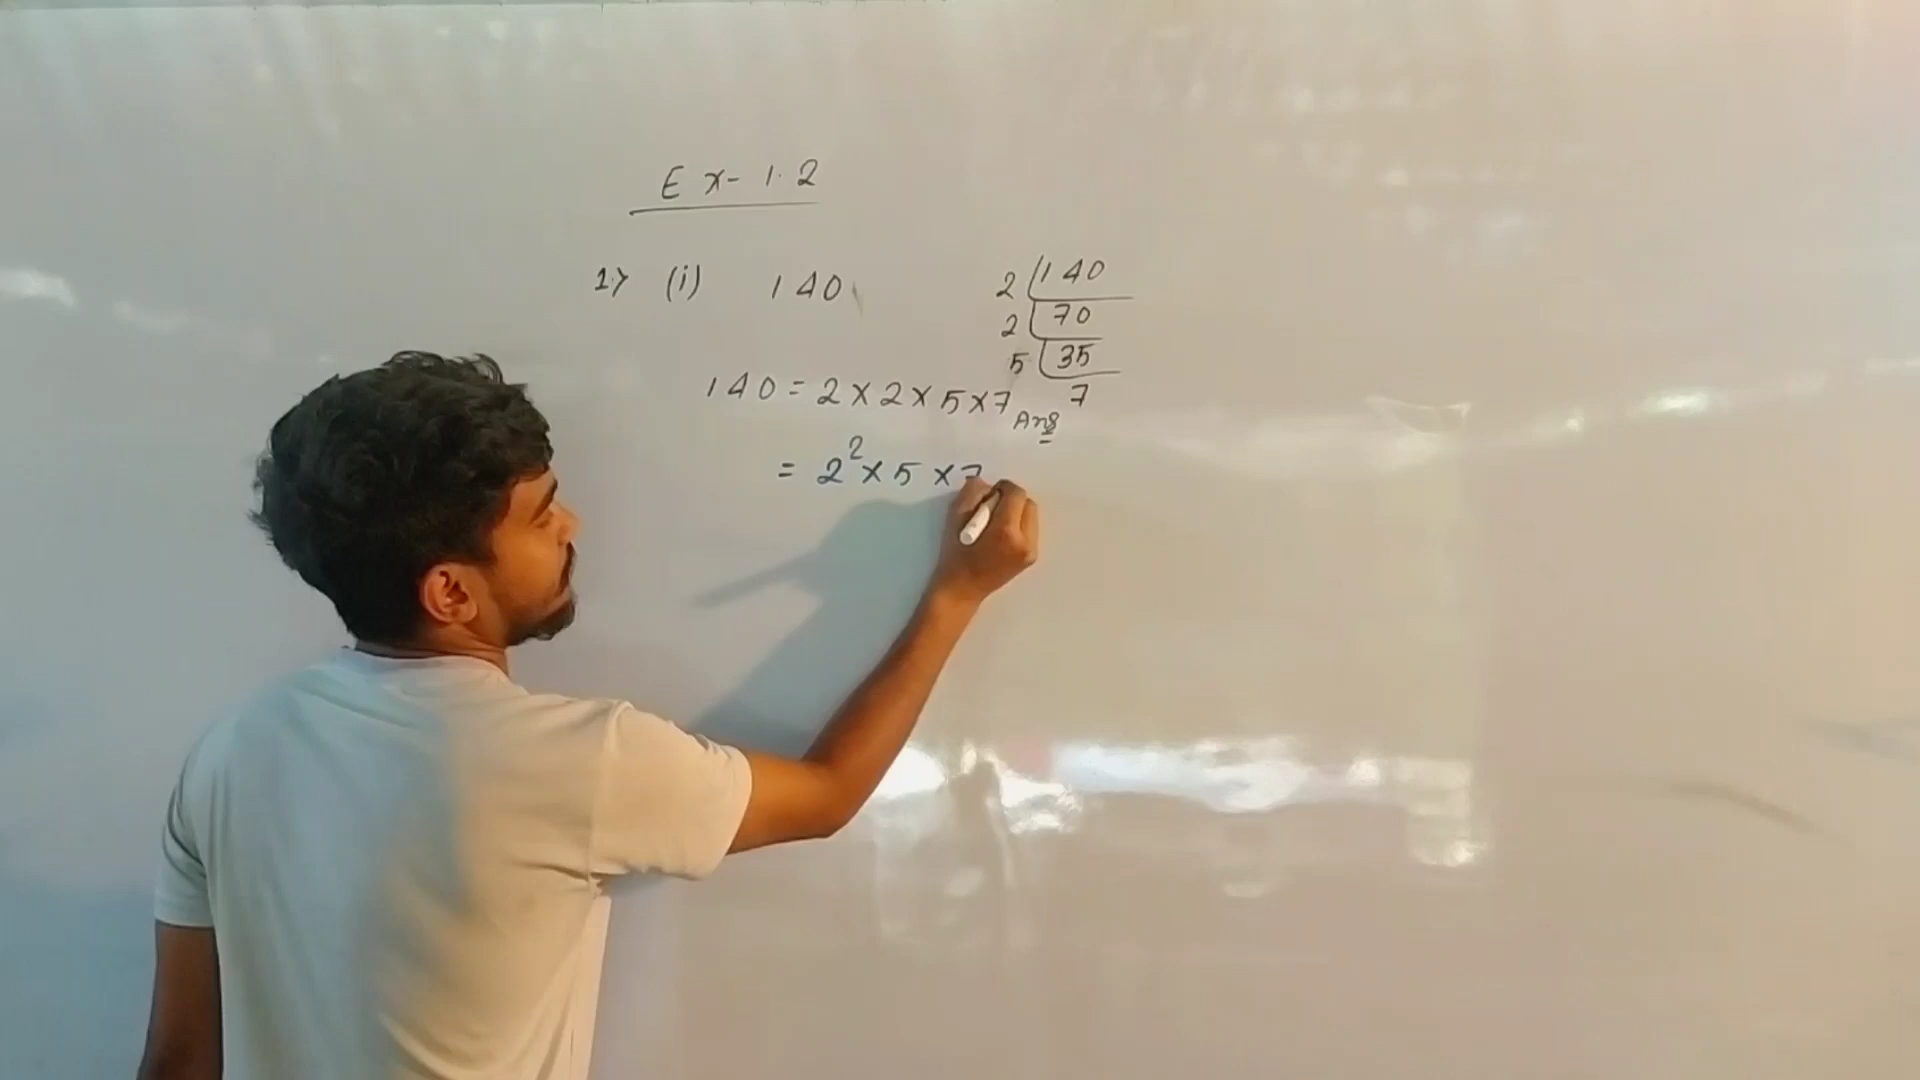 Ex- 1.2
1> (i) 140
2 140
2 70
5 35
7
140 = 2 × 2 × 5 × 7 Ans
= 2² × 5 × 7